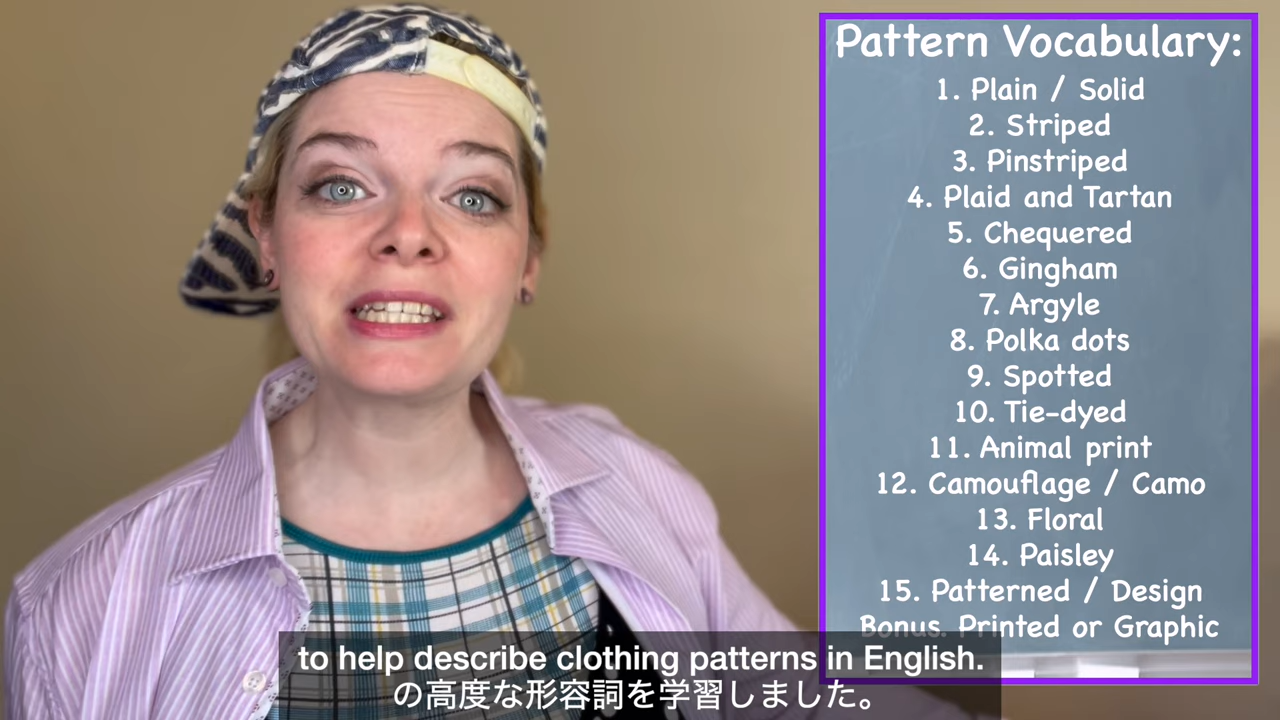 Pattern Vocabulary:
1. Plain / Solid
2. Striped
3. Pinstriped
4. Plaid and Tartan
5. Chequered
6. Gingham
7. Argyle
8. Polka dots
9. Spotted
10. Tie-dyed
11. Animal print
12. Camouflage / Camo
13. Floral
14. Paisley
15. Patterned / Design
Bonus. Printed or Graphic
to help describe clothing patterns in English.
の高度な形容詞を学習しました。